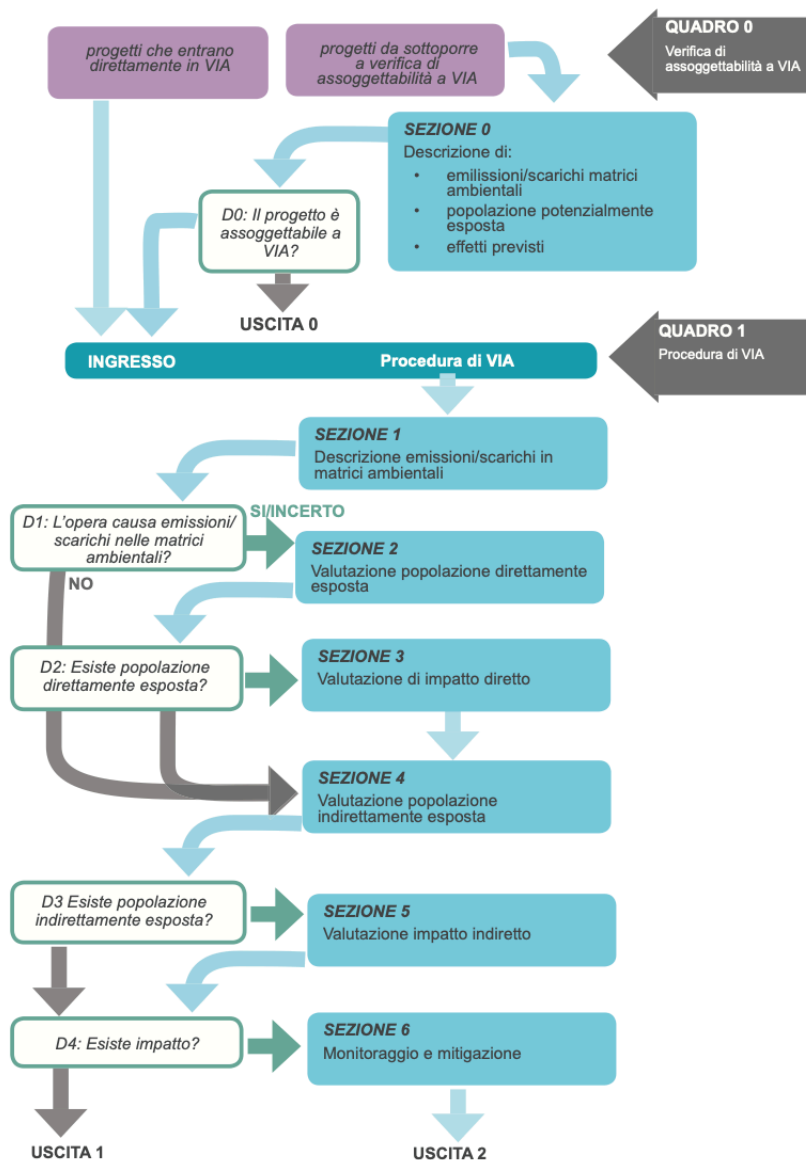 progetti che entrano
direttamente in VIA
progetti da sottoporre
a verifica di
assoggettabilità a VIA
QUADRO 0
Verifica di
assoggettabilità a VIA
SEZIONE 0
Descrizione di:
• emilissioni/scarichi matrici
ambientali
• popolazione potenzialmente
esposta
• effetti previsti
D0: Il progetto è
assoggettabile a
VIA?
USCITA 0
QUADRO 1
Procedura di VIA
INGRESSO
Procedura di VIA
SEZIONE 1
Descrizione emissioni/scarichi in
matrici ambientali
D1: L'opera causa emissioni/
scarichi nelle matrici
ambientali?
SI/INCERTO
NO
SEZIONE 2
Valutazione popolazione direttamente
esposta
D2: Esiste popolazione
direttamente esposta?
SEZIONE 3
Valutazione di impatto diretto
SEZIONE 4
Valutazione popolazione
indirettamente esposta
D3 Esiste popolazione
indirettamente esposta?
SEZIONE 5
Valutazione impatto indiretto
D4: Esiste impatto?
SEZIONE 6
Monitoraggio e mitigazione
USCITA 1
USCITA 2